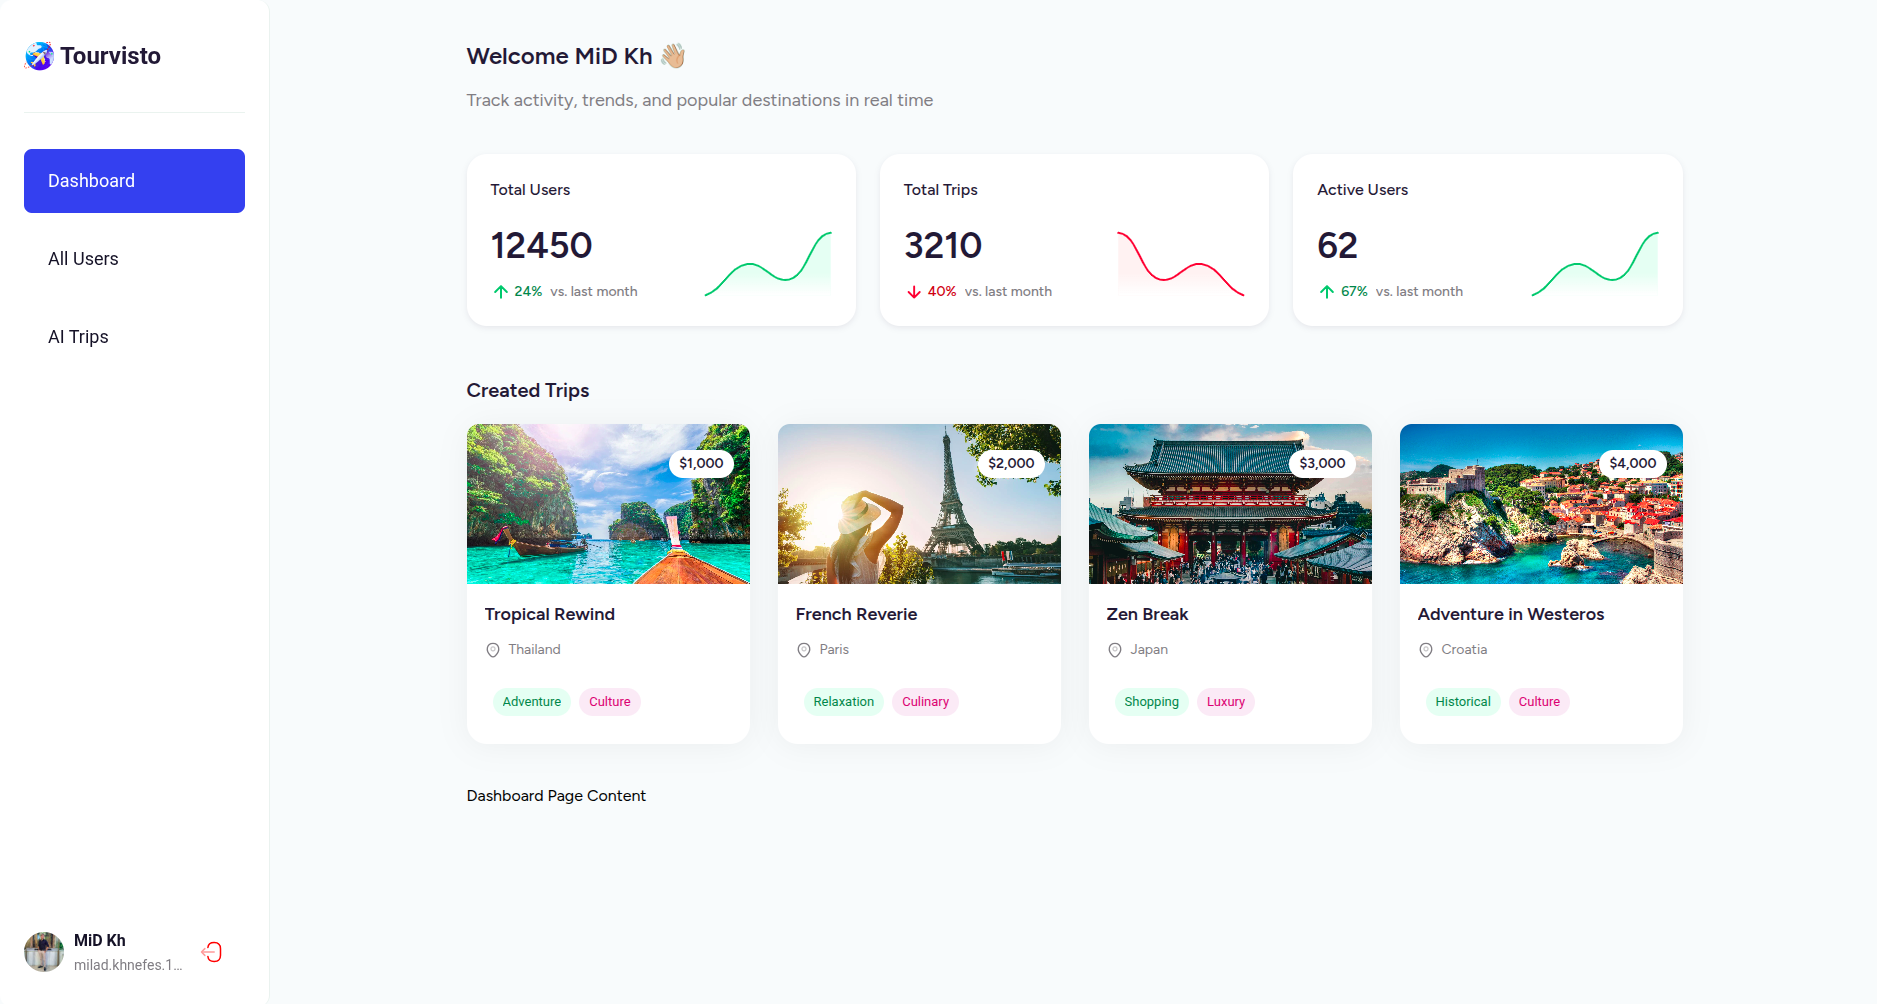 Tourvisto
Dashboard
All Users
AI Trips
MiD Kh
milad.khnefes.1...
Welcome MiD Kh 👋🏼
Track activity, trends, and popular destinations in real time
Total Users
12450
24% vs. last month
Total Trips
3210
40% vs. last month
Active Users
62
67% vs. last month
Created Trips
$1,000
Tropical Rewind
Thailand
Adventure Culture
$2,000
French Reverie
Paris
Relaxation Culinary
$3,000
Zen Break
Japan
Shopping Luxury
$4,000
Adventure in Westeros
Croatia
Historical Culture
Dashboard Page Content